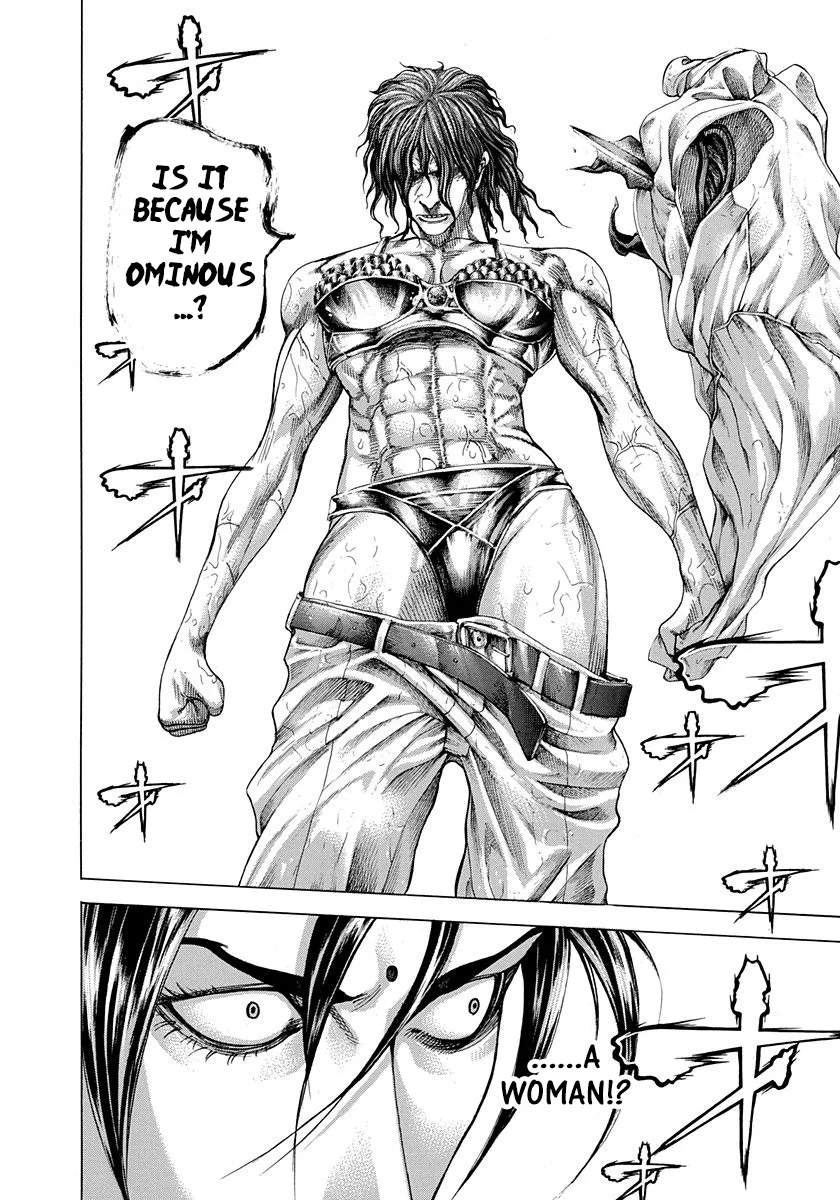 IS IT
BECAUSE
I'M
OMINOUS
...?
......A
WOMAN!?